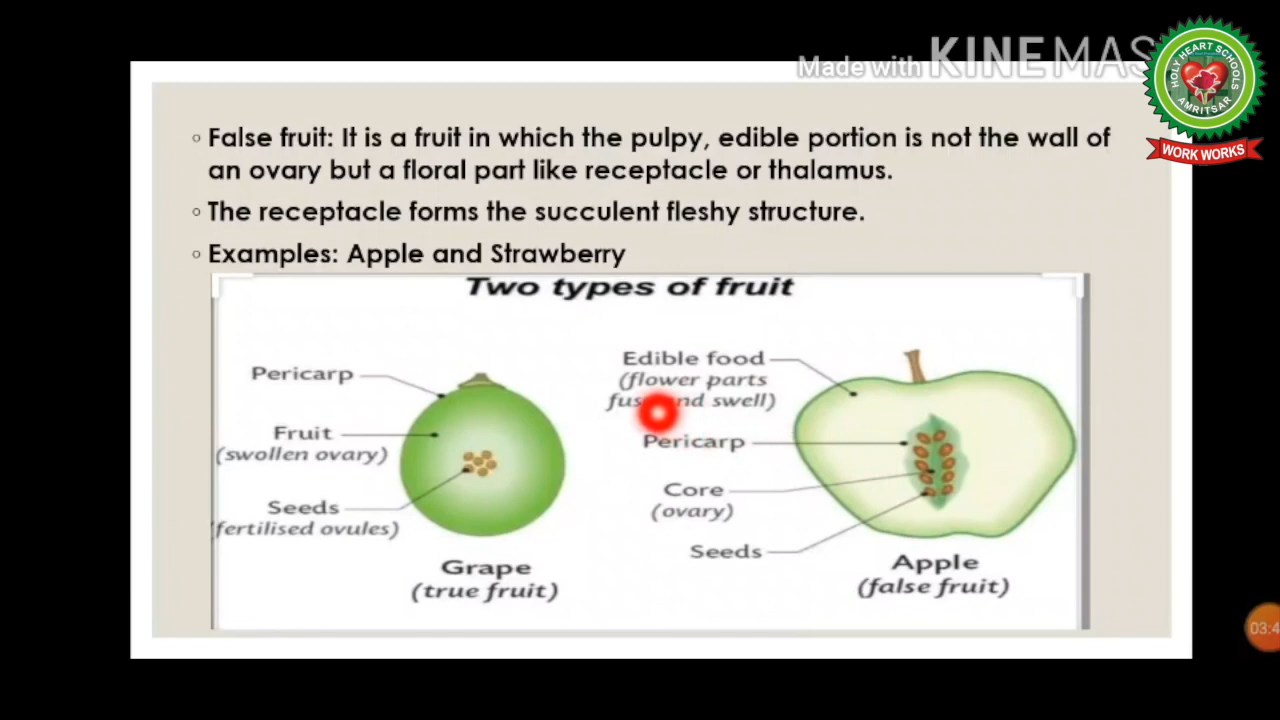 Made with KINEMAS
HOLY HEART SCHOOLS
AMRITSAR
WORK WORKS
◦ False fruit: It is a fruit in which the pulpy, edible portion is not the wall of
an ovary but a floral part like receptacle or thalamus.
◦ The receptacle forms the succulent fleshy structure.
◦ Examples: Apple and Strawberry
Two types of fruit
Pericarp
Fruit
(swollen ovary)
Seeds
fertilised ovules)
Grape
(true fruit)
Edible food
(flower parts
and swell)
Pericarp
Core
(ovary)
Seeds
Apple
(false fruit)
03:4